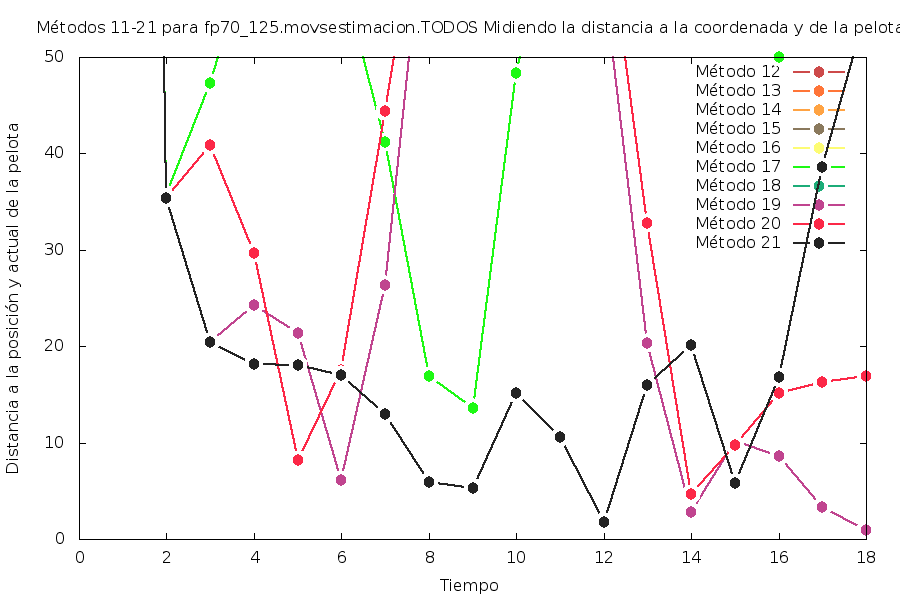 Métodos 11-21 para fp70_125.movsestimacion.TODOS Midiendo la distancia a la coordenada y de la pelota
Distancia a la posición y actual de la pelota
50
40
30
20
10
0
Método 12
Método 13
Método 14
Método 15
Método 16
Método 17
Método 18
Método 19
Método 20
Método 21
0 2 4 6 8 10 12 14 16 18
Tiempo